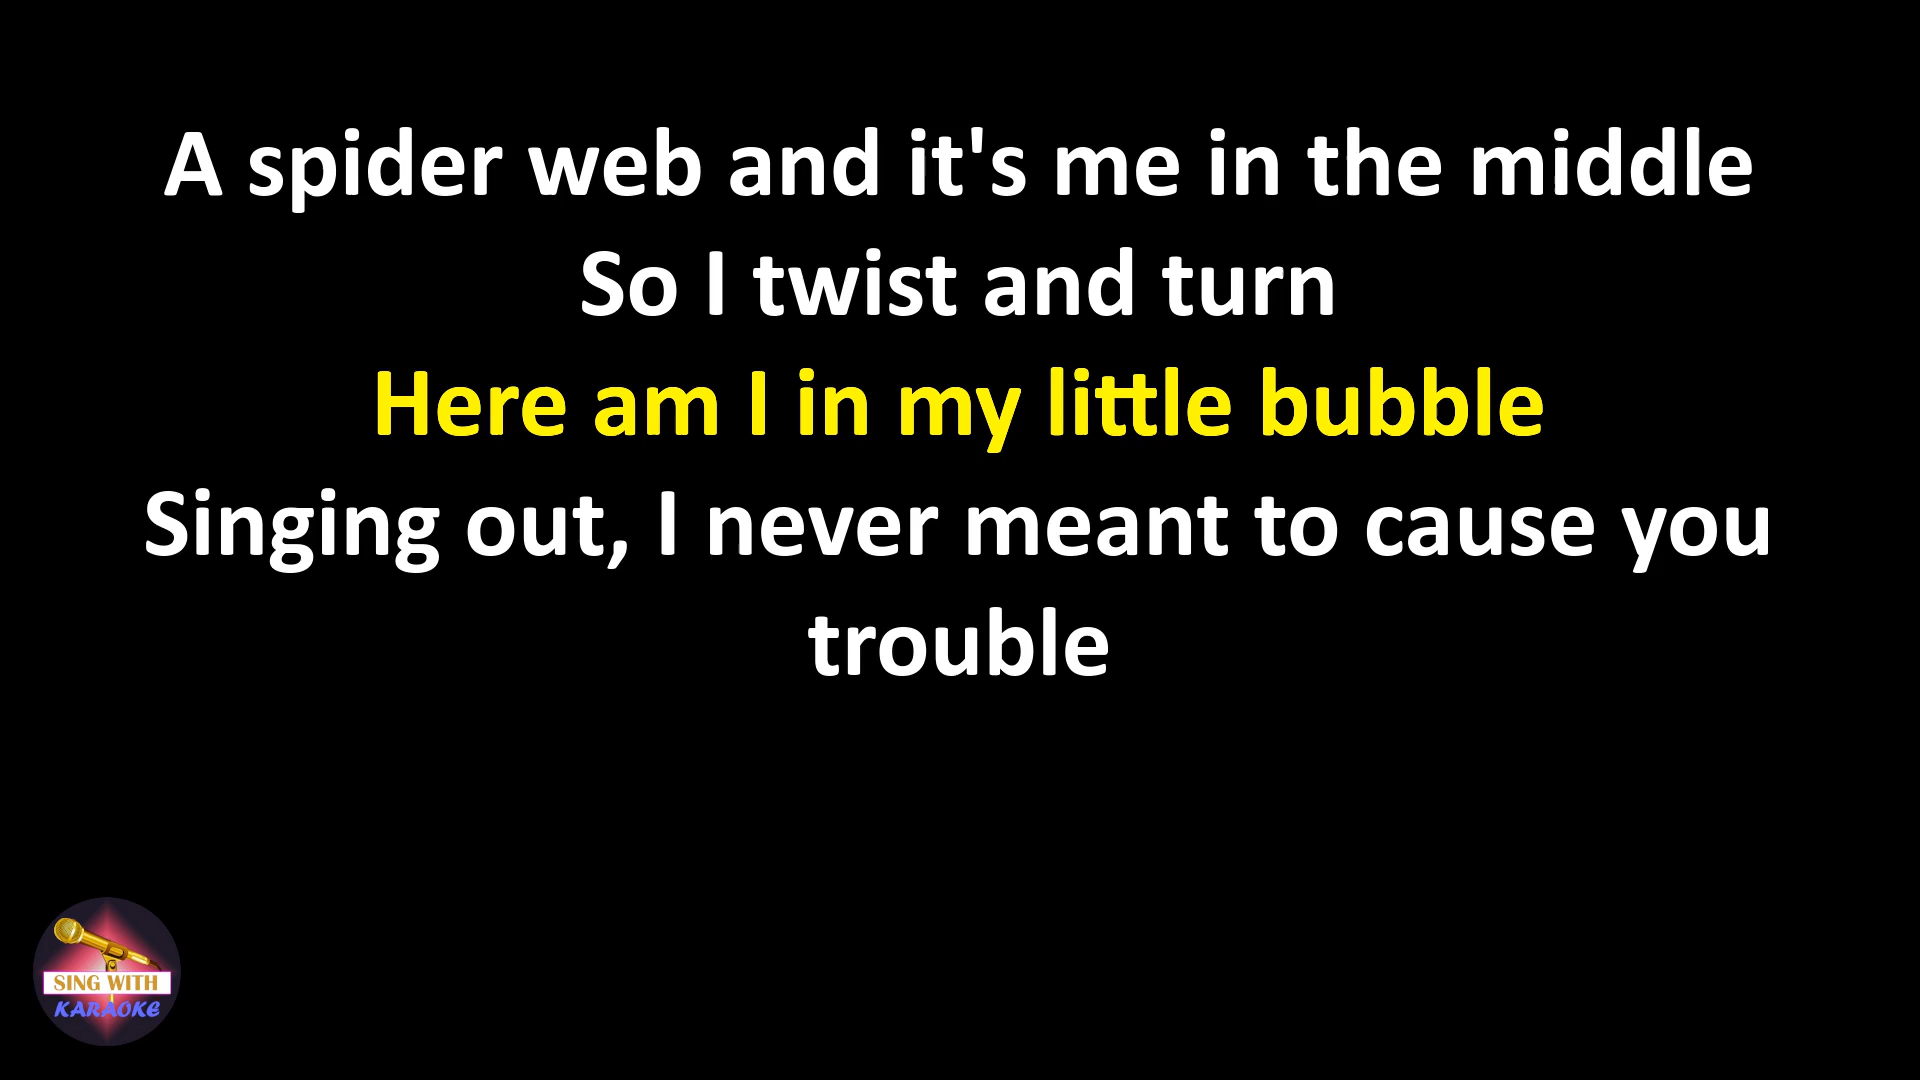 A spider web and it's me in the middle
So I twist and turn
Here am I in my little bubble
Singing out, I never meant to cause you
trouble
SING WITH
KARAOKE